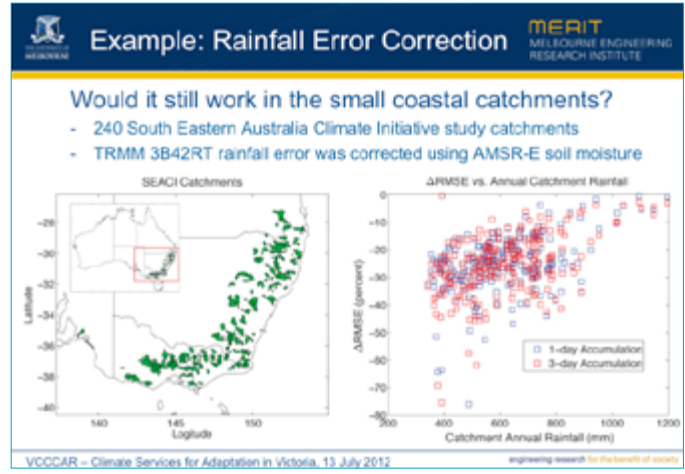 THE UNIVERSITY OF
MELBOURNE
Example: Rainfall Error Correction
MERIT
MELBOURNE ENGINEERING
RESEARCH INSTITUTE
Would it still work in the small coastal catchments?
- 240 South Eastern Australia Climate Initiative study catchments
- TRMM 3B42RT rainfall error was corrected using AMSR-E soil moisture
SEACI Catchments
-26
-28
-30
-32
-34
-36
-38
-40
Latitude
140
145
150
Logitude
ΔRMSE vs. Annual Catchment Rainfall
0
-10
-20
-30
-40
-50
-60
-70
-80
ΔRMSE (percent)
1-day Accumulation
3-day Accumulation
200
400
600
800
1000
1200
Catchment Annual Rainfall (mm)
VCCCAR – Climate Services for Adaptation in Victoria, 13 July 2012
engineering research for the benefit of society